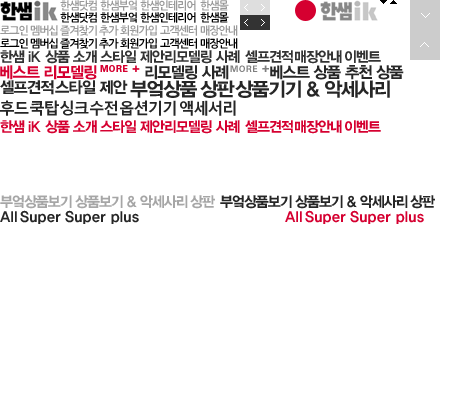 한샘ik 한샘닷컴 한샘부엌 한샘인테리어 한샘몰 한샘ik
한샘닷컴 한샘부엌 한샘인테리어 한샘몰
로그인 멤버십 즐겨찾기 추가 회원가입 고객센터 매장안내
로그인 멤버십 즐겨찾기 추가 회원가입 고객센터 매장안내
한샘 iK 상품 소개 스타일 제안 리모델링 사례 셀프견적 매장안내 이벤트
베스트 리모델링 MORE + 리모델링 사례 MORE + 베스트 상품 추천 상품
셀프견적 스타일 제안 부엌상품 상판 상품기기 & 악세사리
후드 쿡탑 싱크수전 옵션기기 액세서리
한샘 iK 상품 소개 스타일 제안 리모델링 사례 셀프견적 매장안내 이벤트
부엌상품보기 상품보기 & 악세사리 상판 부엌상품보기 상품보기 & 악세사리 상판
All Super Super plus All Super Super plus